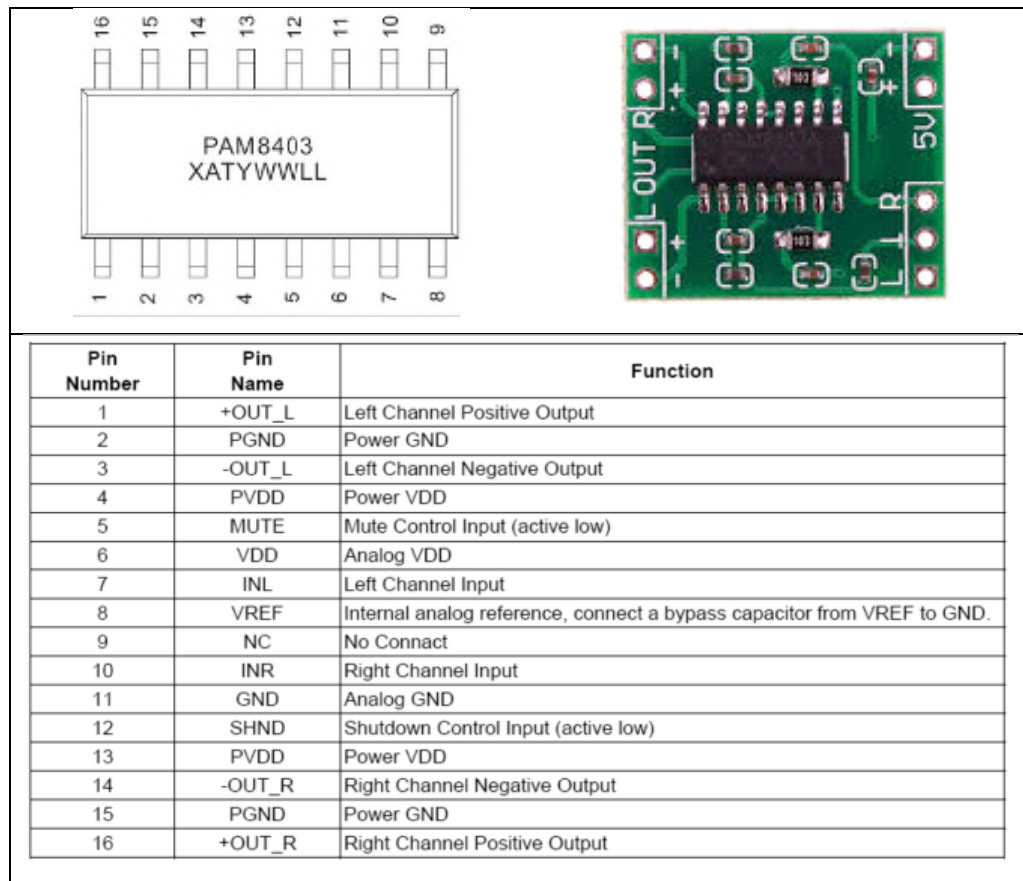 16 15 14 13 12 11 10 9
PAM8403
XATYWWLL
1 2 3 4 5 6 7 8
- 103 -
+ +
L OUT R 5V
R
+ 103 ⊥
- L
Pin Number Pin Name Function
1 +OUT_L Left Channel Positive Output
2 PGND Power GND
3 -OUT_L Left Channel Negative Output
4 PVDD Power VDD
5 MUTE Mute Control Input (active low)
6 VDD Analog VDD
7 INL Left Channel Input
8 VREF Internal analog reference, connect a bypass capacitor from VREF to GND.
9 NC No Connact
10 INR Right Channel Input
11 GND Analog GND
12 SHND Shutdown Control Input (active low)
13 PVDD Power VDD
14 -OUT_R Right Channel Negative Output
15 PGND Power GND
16 +OUT_R Right Channel Positive Output